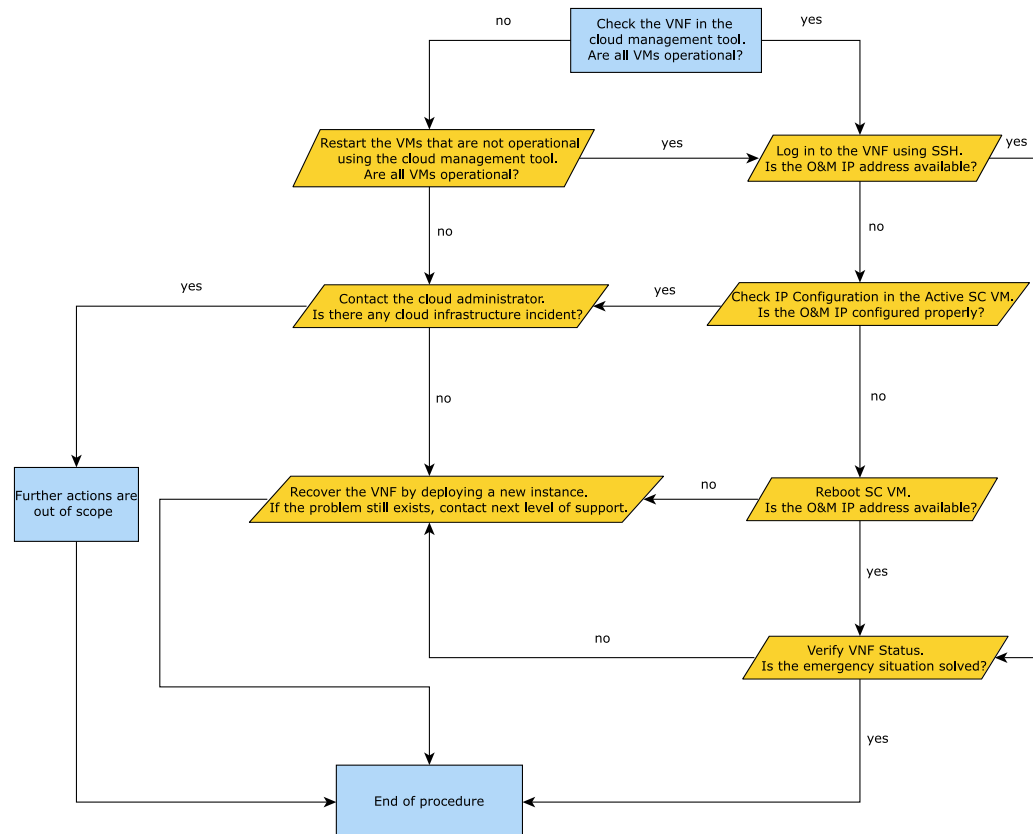 no
Check the VNF in the
cloud management tool.
Are all VMs operational?
yes
Restart the VMs that are not operational
using the cloud management tool.
Are all VMs operational?
yes
Log in to the VNF using SSH.
Is the O&M IP address available?
yes
no
no
yes
Contact the cloud administrator.
Is there any cloud infrastructure incident?
yes
Check IP Configuration in the Active SC VM.
Is the O&M IP configured properly?
no
no
Further actions are
out of scope
Recover the VNF by deploying a new instance.
If the problem still exists, contact next level of support.
no
Reboot SC VM.
Is the O&M IP address available?
yes
no
Verify VNF Status.
Is the emergency situation solved?
yes
End of procedure